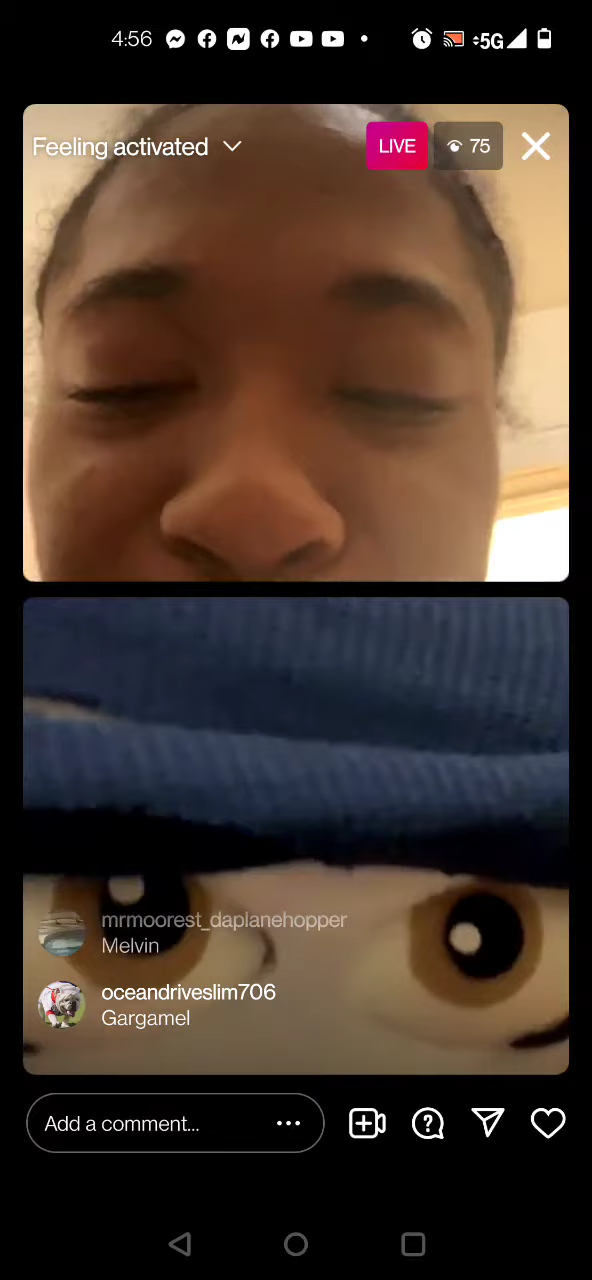 4:56
5G
Feeling activated
LIVE
75
mrmoorest_daplanehopper
Melvin
oceandriveslim706
Gargamel
Add a comment...